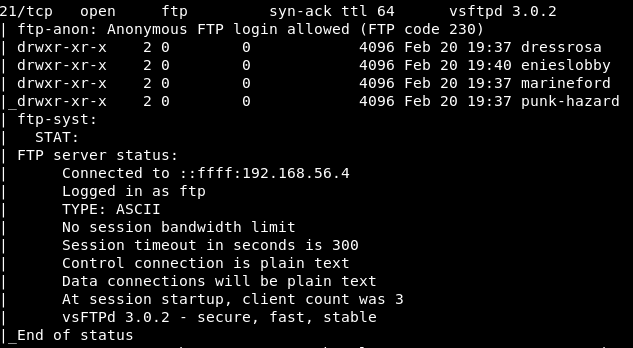 21/tcp   open     ftp         syn-ack ttl 64      vsftpd 3.0.2
| ftp-anon: Anonymous FTP login allowed (FTP code 230)
| drwxr-xr-x    2 0        0            4096 Feb 20 19:37 dressrosa
| drwxr-xr-x    2 0        0            4096 Feb 20 19:40 enieslobby
| drwxr-xr-x    2 0        0            4096 Feb 20 19:37 marineford
|_drwxr-xr-x    2 0        0            4096 Feb 20 19:37 punk-hazard
| ftp-syst:
|   STAT:
| FTP server status:
|      Connected to ::ffff:192.168.56.4
|      Logged in as ftp
|      TYPE: ASCII
|      No session bandwidth limit
|      Session timeout in seconds is 300
|      Control connection is plain text
|      Data connections will be plain text
|      At session startup, client count was 3
|      vsFTPd 3.0.2 - secure, fast, stable
|_End of status